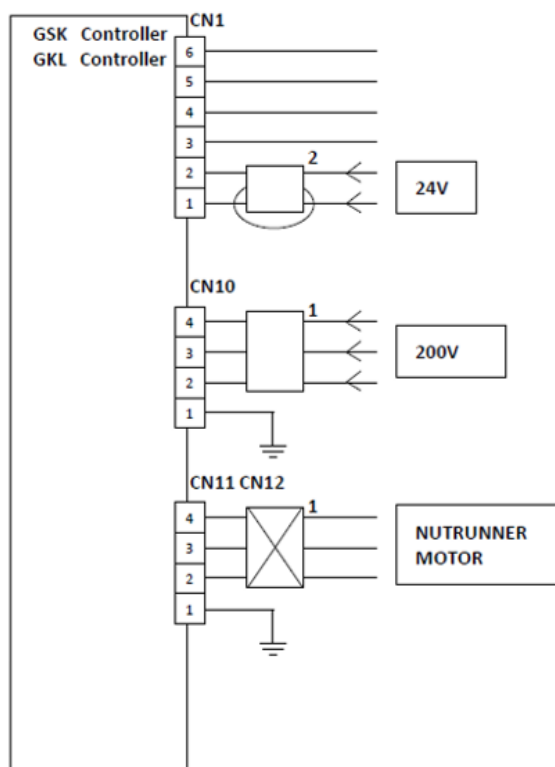 CN1
GSK Controller
GKL Controller
6
5
4
3
2
1
2
24V
CN10
4
3
2
1
1
200V
CN11 CN12
4
3
2
1
1
NUTRUNNER
MOTOR